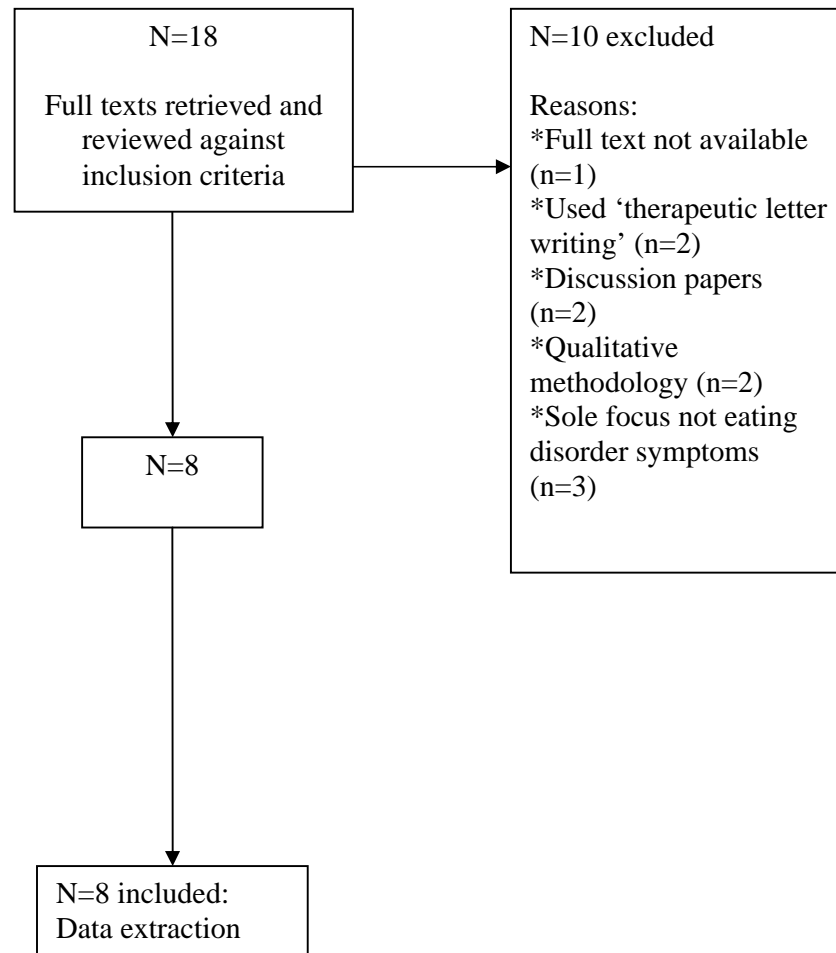 N=18
Full texts retrieved and
reviewed against
inclusion criteria
N=10 excluded
Reasons:
*Full text not available
(n=1)
*Used ‘therapeutic letter
writing’ (n=2)
*Discussion papers
(n=2)
*Qualitative
methodology (n=2)
*Sole focus not eating
disorder symptoms
(n=3)
N=8
N=8 included:
Data extraction